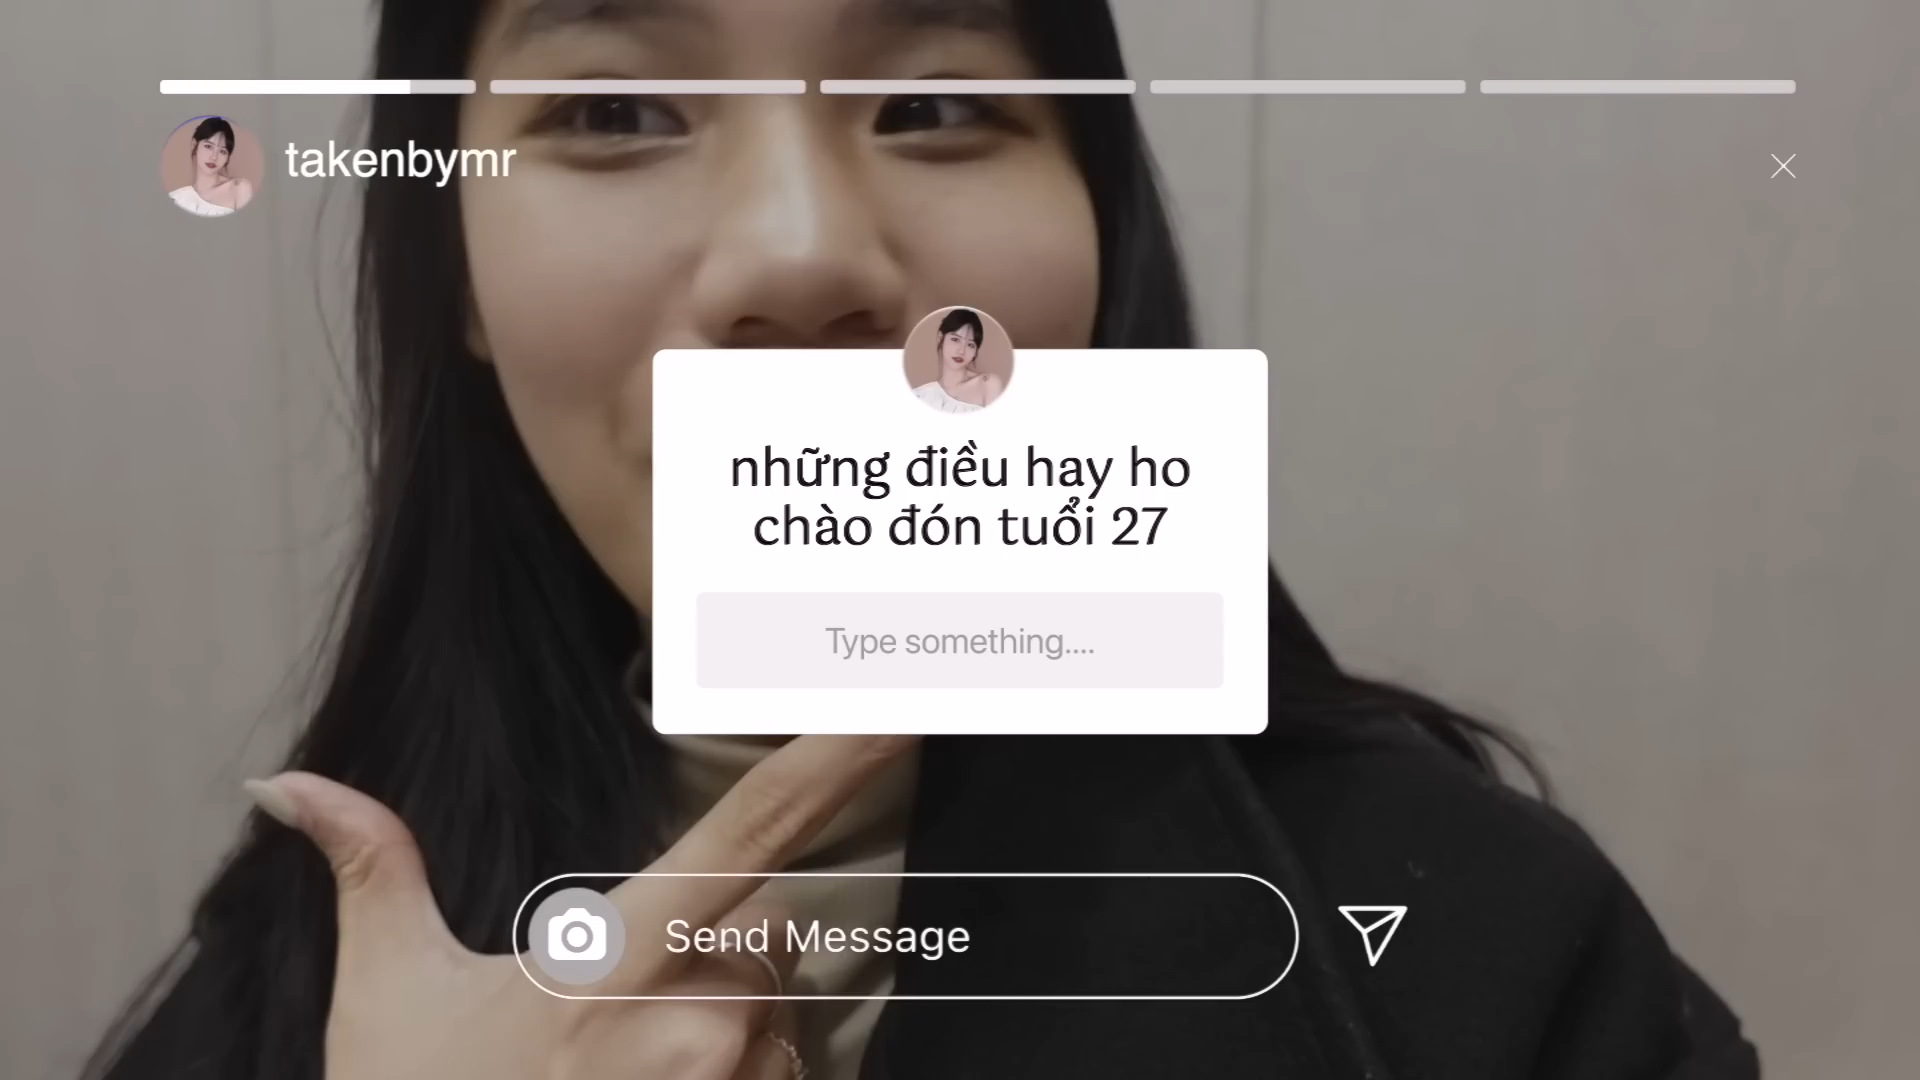 takenbymr
những điều hay ho
chào đón tuổi 27
Type something....
Send Message